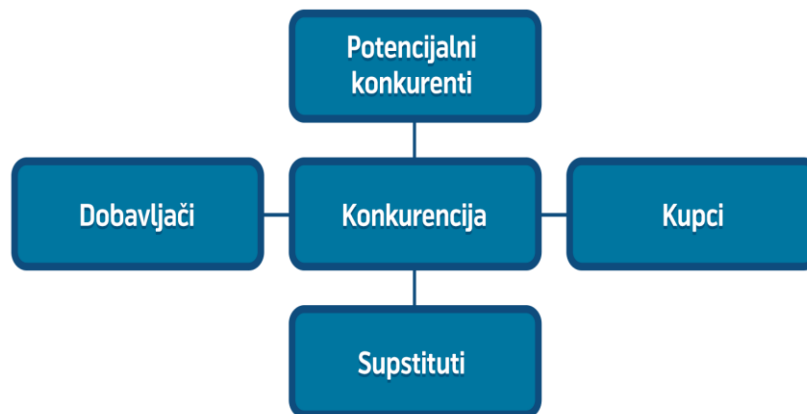 Potencijalni
konkurenti
Dobavljači
Konkurencija
Kupci
Supstituti